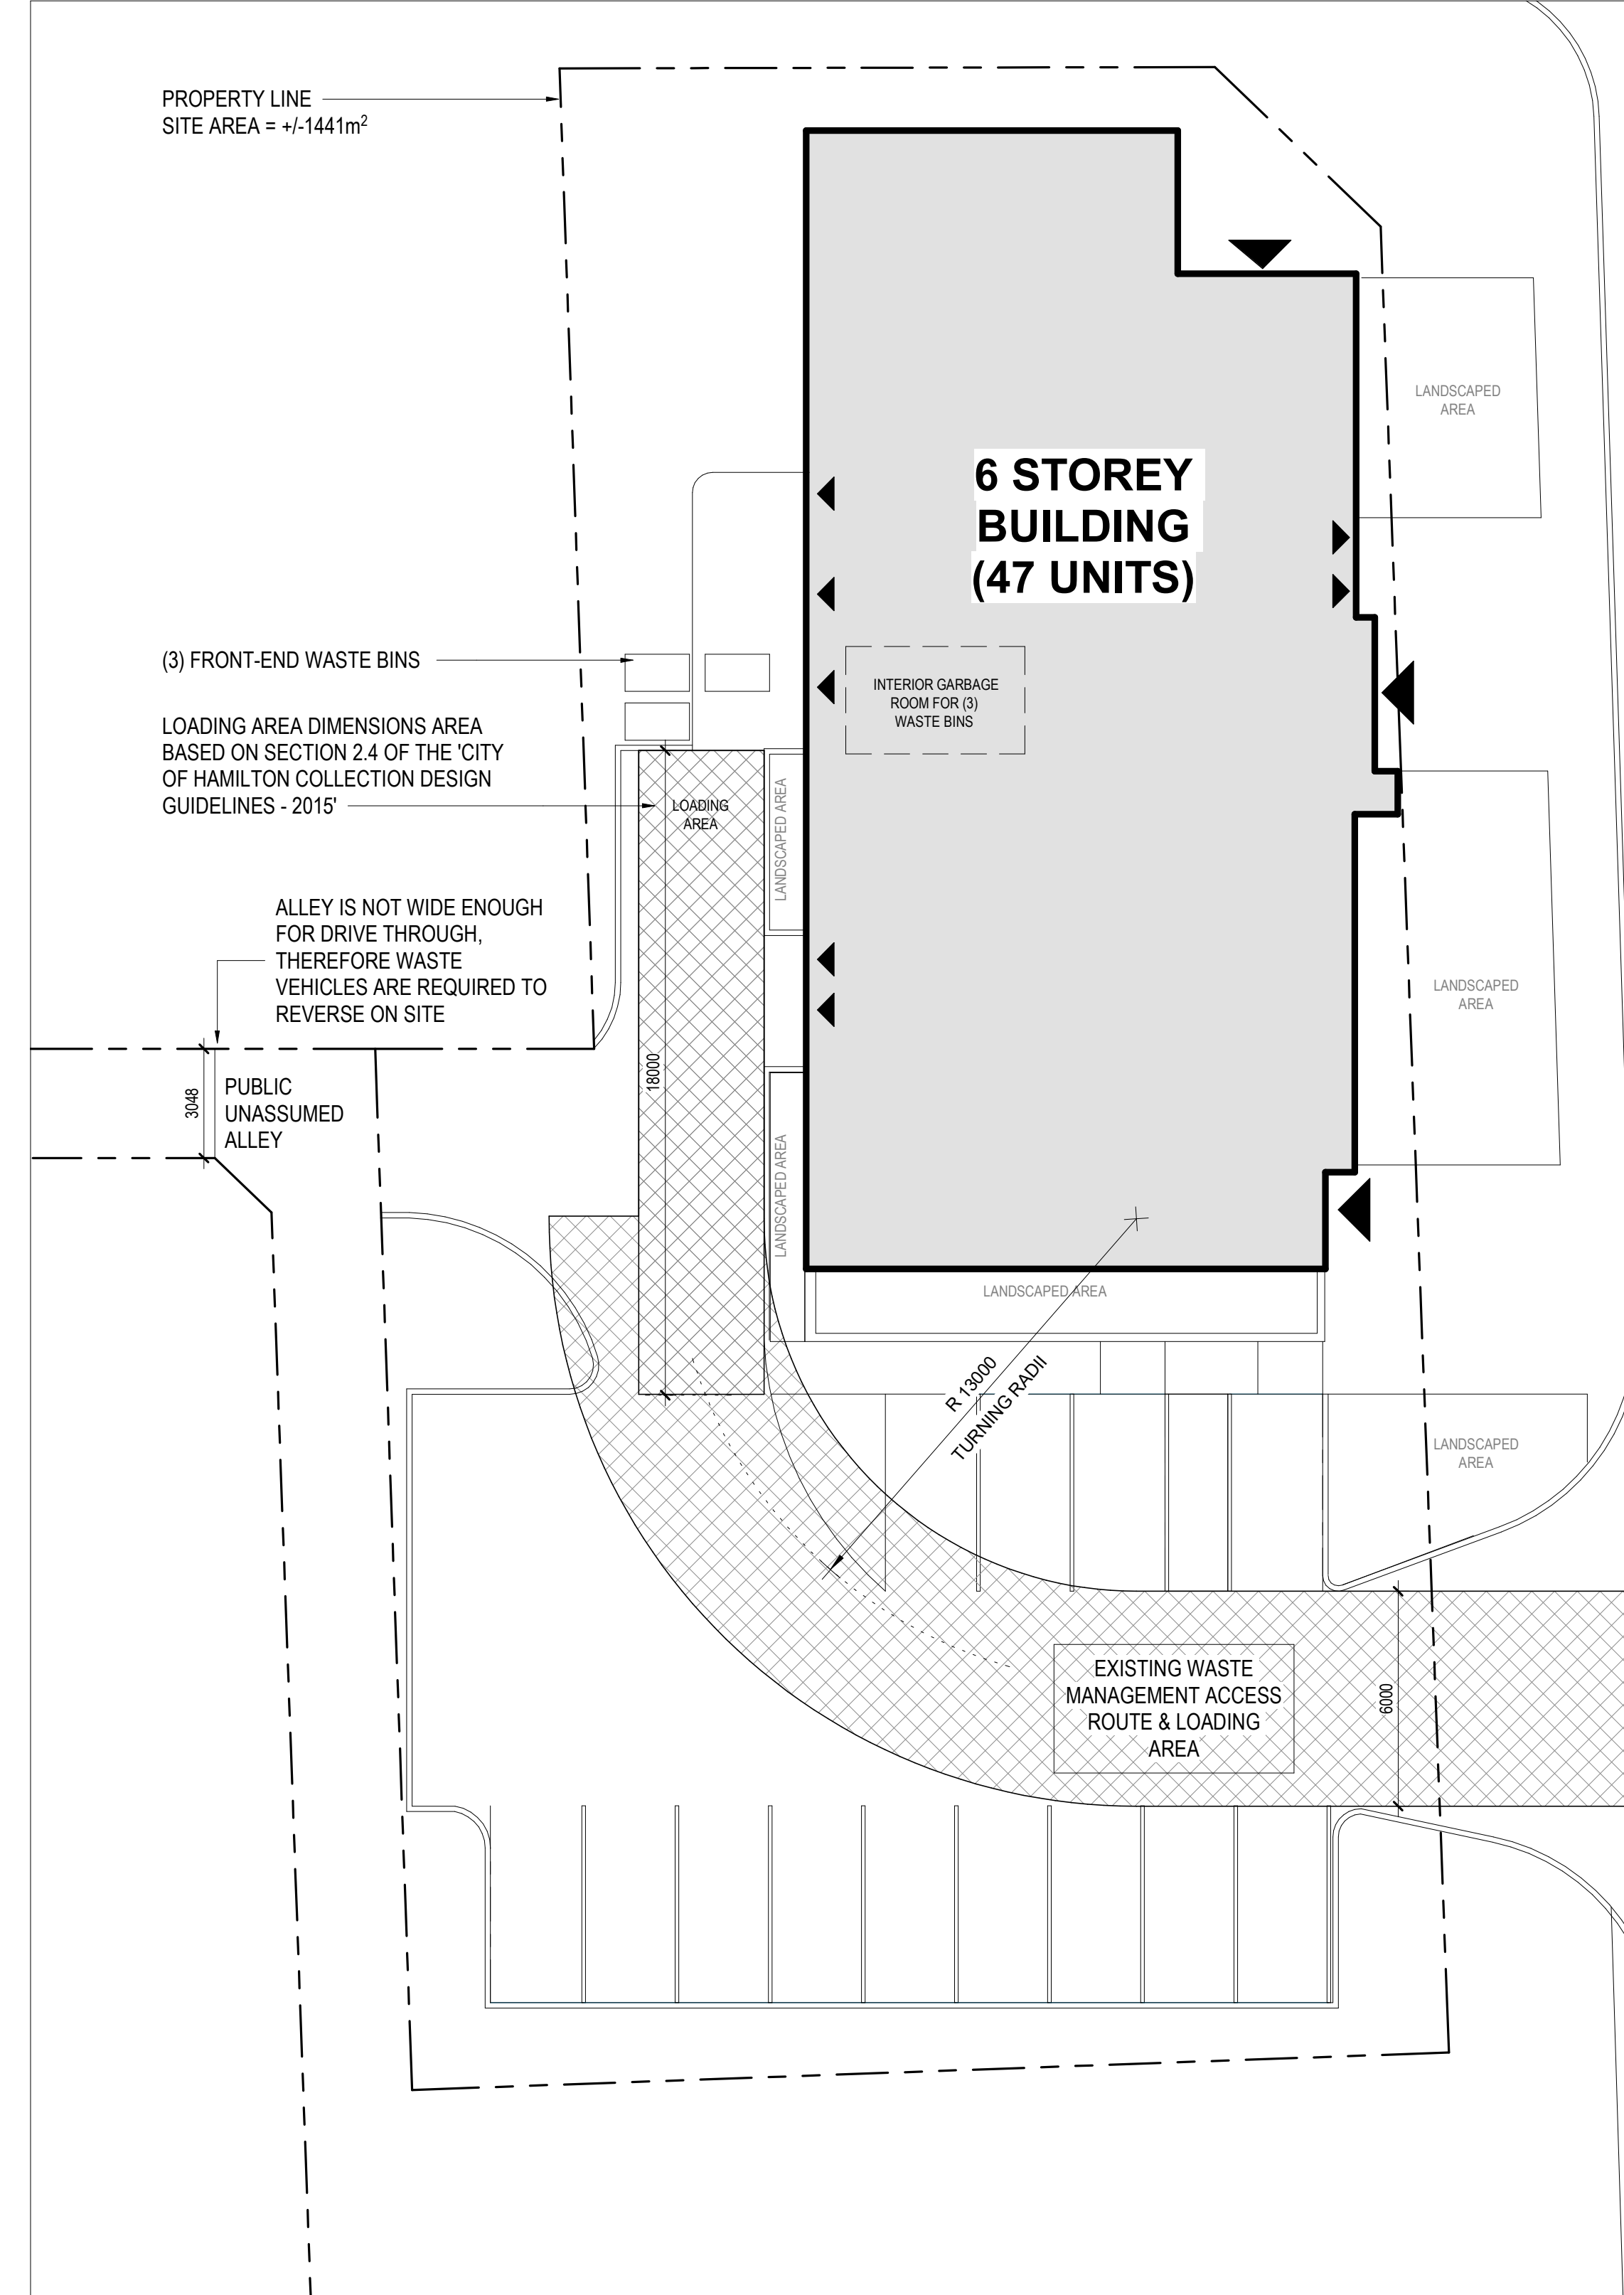 PROPERTY LINE
SITE AREA = +/-1441m²
LANDSCAPED
AREA
6 STOREY
BUILDING
(47 UNITS)
(3) FRONT-END WASTE BINS
INTERIOR GARBAGE
ROOM FOR (3)
WASTE BINS
LOADING AREA DIMENSIONS AREA
BASED ON SECTION 2.4 OF THE 'CITY
OF HAMILTON COLLECTION DESIGN
GUIDELINES - 2015'
LOADING
AREA
LANDSCAPED AREA
ALLEY IS NOT WIDE ENOUGH
FOR DRIVE THROUGH,
THEREFORE WASTE
VEHICLES ARE REQUIRED TO
REVERSE ON SITE
LANDSCAPED
AREA
18000
3048
PUBLIC
UNASSUMED
ALLEY
LANDSCAPED AREA
LANDSCAPED AREA
R 13000
TURNING RADII
LANDSCAPED
AREA
EXISTING WASTE
MANAGEMENT ACCESS
ROUTE & LOADING
AREA
6000